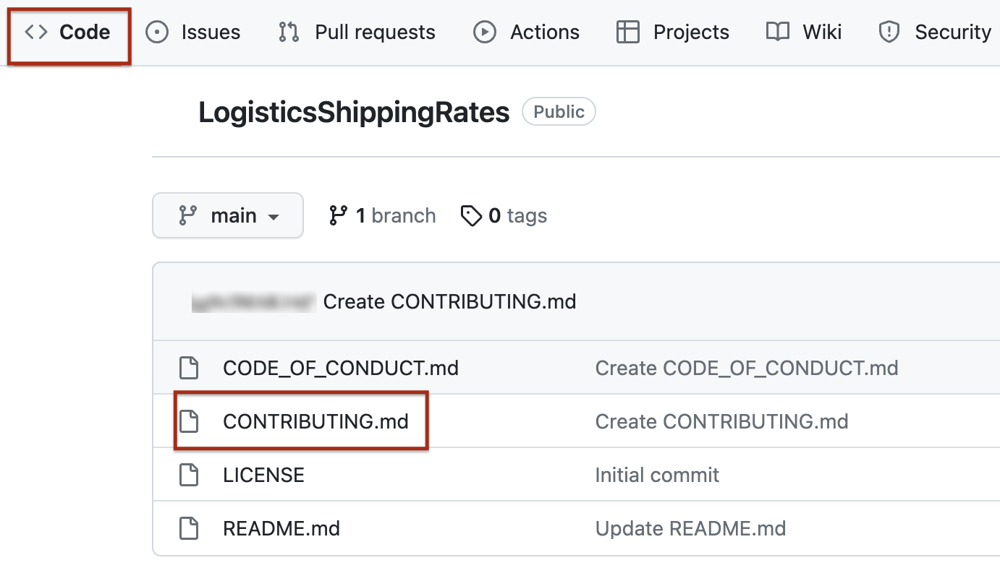 Code Issues Pull requests Actions Projects Wiki Security
LogisticsShippingRates Public
main 1 branch 0 tags
Create CONTRIBUTING.md
CODE_OF_CONDUCT.md Create CODE_OF_CONDUCT.md
CONTRIBUTING.md Create CONTRIBUTING.md
LICENSE Initial commit
README.md Update README.md